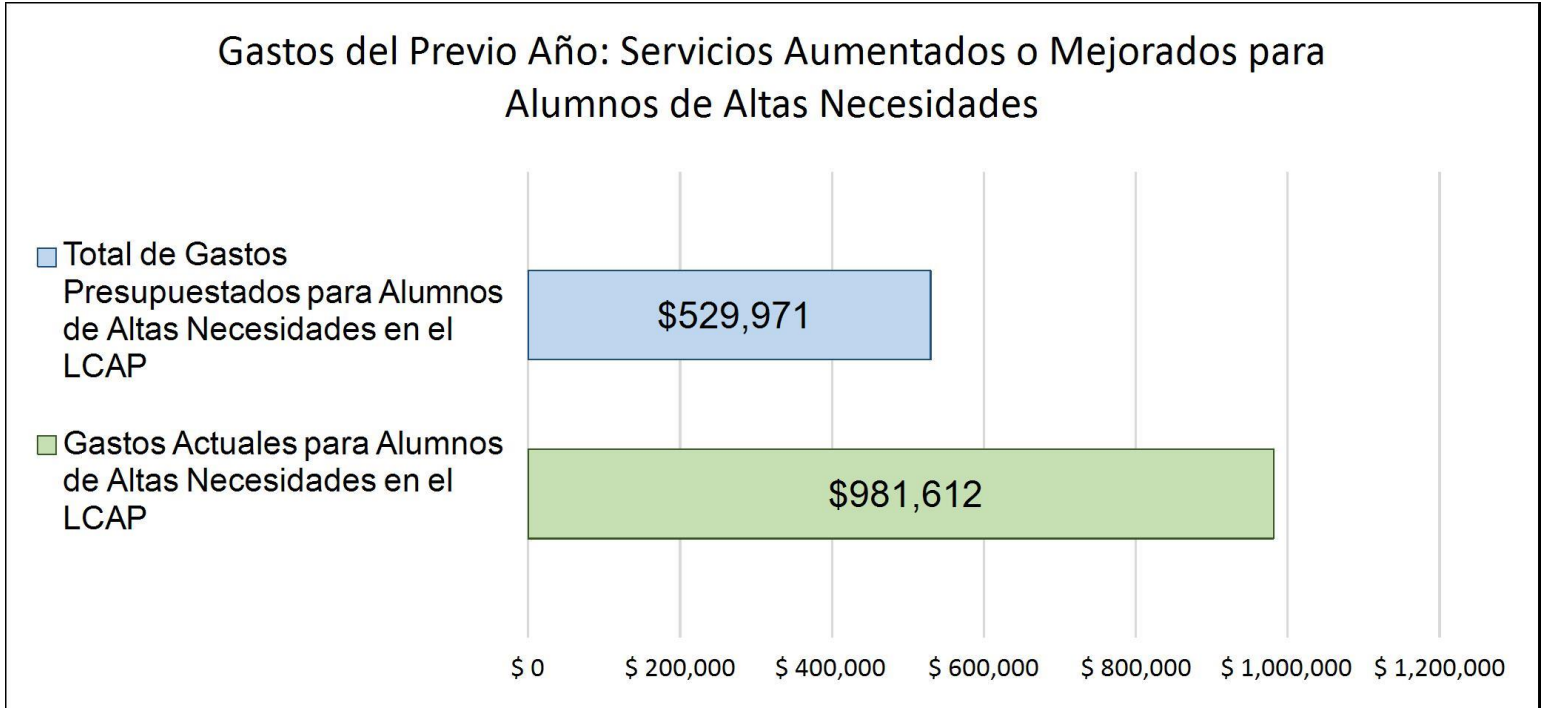 Gastos del Previo Año: Servicios Aumentados o Mejorados para
Alumnos de Altas Necesidades
Total de Gastos
Presupuestados para Alumnos
de Altas Necesidades en el
LCAP
$529,971
Gastos Actuales para Alumnos
de Altas Necesidades en el
LCAP
$981,612
$ 0 $ 200,000 $ 400,000 $ 600,000 $ 800,000 $ 1,000,000 $ 1,200,000